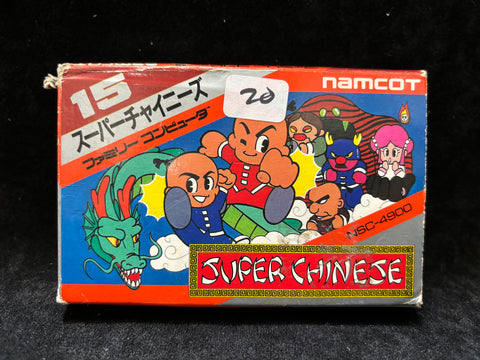 15
スーパーチャイニーズ
ファミリー コンピュータ
20
namcot
NSC-4900
SUPER CHINESE